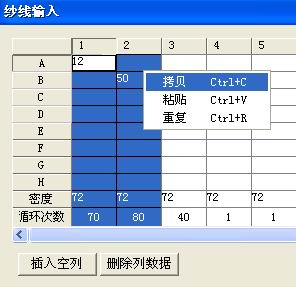 纱线输入
1 2 3 4 5
A 12
B 50
C
D
E
F
G
H
密度 72 72 72 72 72
循环次数 70 80 40 1 1
拷贝 Ctrl+C
粘贴 Ctrl+V
重复 Ctrl+R
插入空列 删除列数据